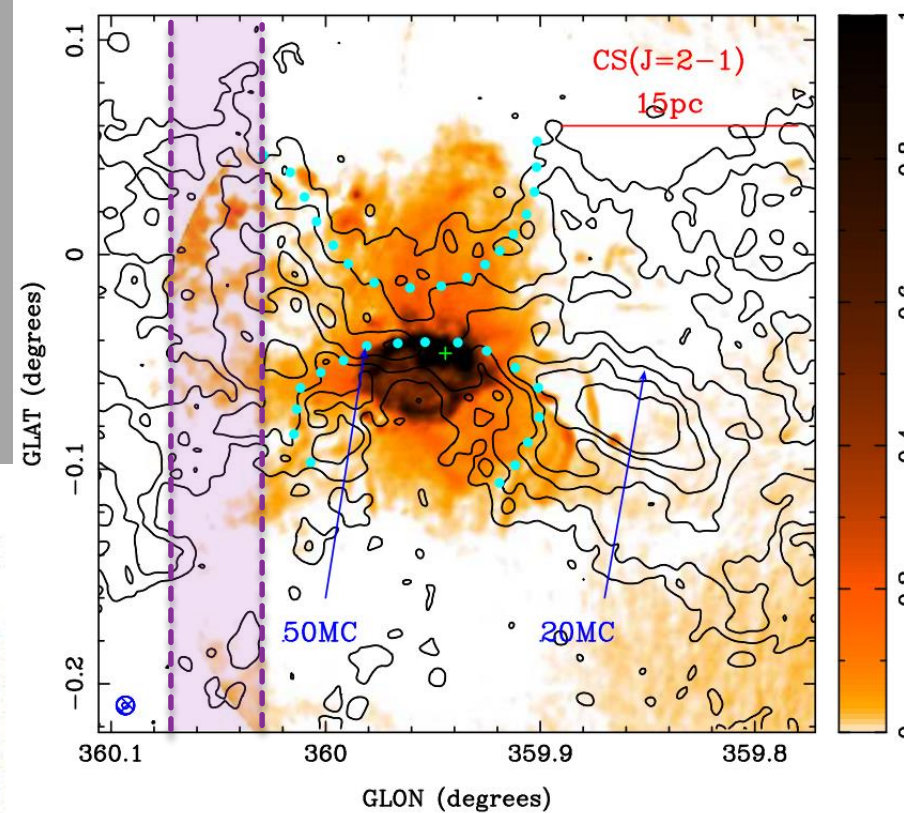 CS(J=2−1)
15pc
0.1
0
−0.1
−0.2
GLAT (degrees)
50MC
20MC
360.1
360
359.9
359.8
GLON (degrees)